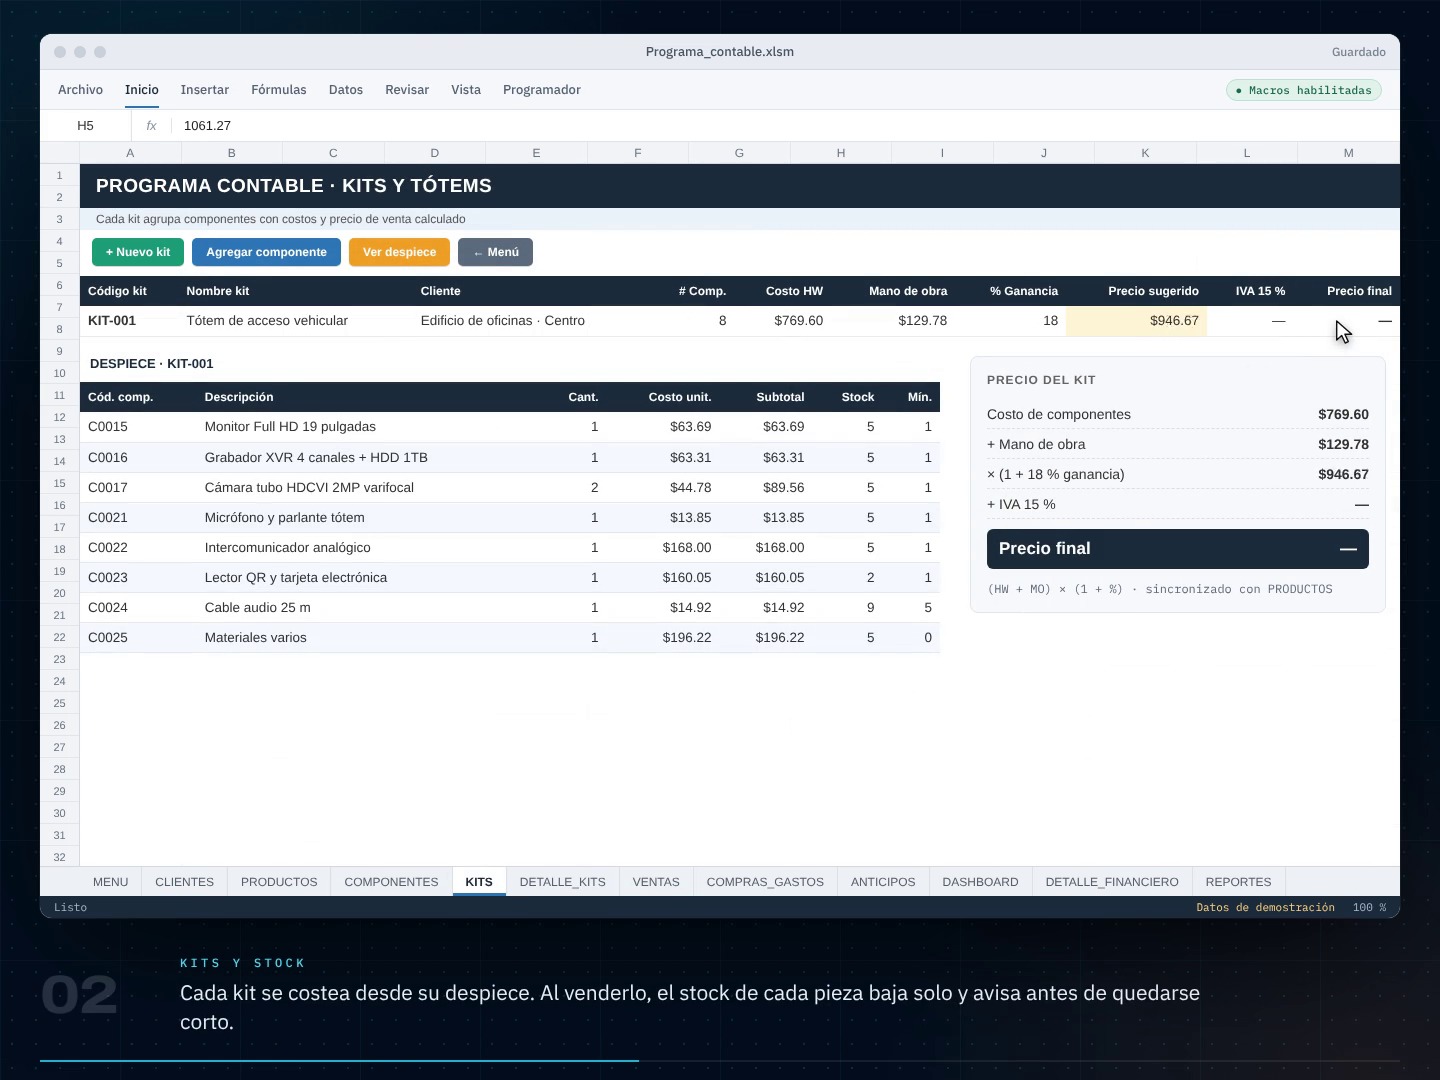 Programa_contable.xlsm
Guardado
Archivo Inicio Insertar Fórmulas Datos Revisar Vista Programador
● Macros habilitadas
H5 fx 1061.27
A B C D E F G H I J K L M
1
2
PROGRAMA CONTABLE · KITS Y TÓTEMS
3
Cada kit agrupa componentes con costos y precio de venta calculado
4
5
+ Nuevo kit Agregar componente Ver despiece ← Menú
6
Código kit Nombre kit Cliente # Comp. Costo HW Mano de obra % Ganancia Precio sugerido IVA 15 % Precio final
7
8
KIT-001 Tótem de acceso vehicular Edificio de oficinas · Centro 8 $769.60 $129.78 18 $946.67 — —
9
10
DESPIECE · KIT-001
11
Cód. comp. Descripción Cant. Costo unit. Subtotal Stock Mín.
12
C0015 Monitor Full HD 19 pulgadas 1 $63.69 $63.69 5 1
13
14
C0016 Grabador XVR 4 canales + HDD 1TB 1 $63.31 $63.31 5 1
15
C0017 Cámara tubo HDCVI 2MP varifocal 2 $44.78 $89.56 5 1
16
17
C0021 Micrófono y parlante tótem 1 $13.85 $13.85 5 1
18
C0022 Intercomunicador analógico 1 $168.00 $168.00 5 1
19
C0023 Lector QR y tarjeta electrónica 1 $160.05 $160.05 2 1
20
21
C0024 Cable audio 25 m 1 $14.92 $14.92 9 5
22
C0025 Materiales varios 1 $196.22 $196.22 5 0
23
24
25
26
27
28
29
30
31
32
PRECIO DEL KIT
Costo de componentes $769.60
+ Mano de obra $129.78
× (1 + 18 % ganancia) $946.67
+ IVA 15 % —
Precio final —
(HW + MO) × (1 + %) · sincronizado con PRODUCTOS
MENU CLIENTES PRODUCTOS COMPONENTES KITS DETALLE_KITS VENTAS COMPRAS_GASTOS ANTICIPOS DASHBOARD DETALLE_FINANCIERO REPORTES
Listo
Datos de demostración 100 %
02
KITS Y STOCK
Cada kit se costea desde su despiece. Al venderlo, el stock de cada pieza baja solo y avisa antes de quedarse
corto.